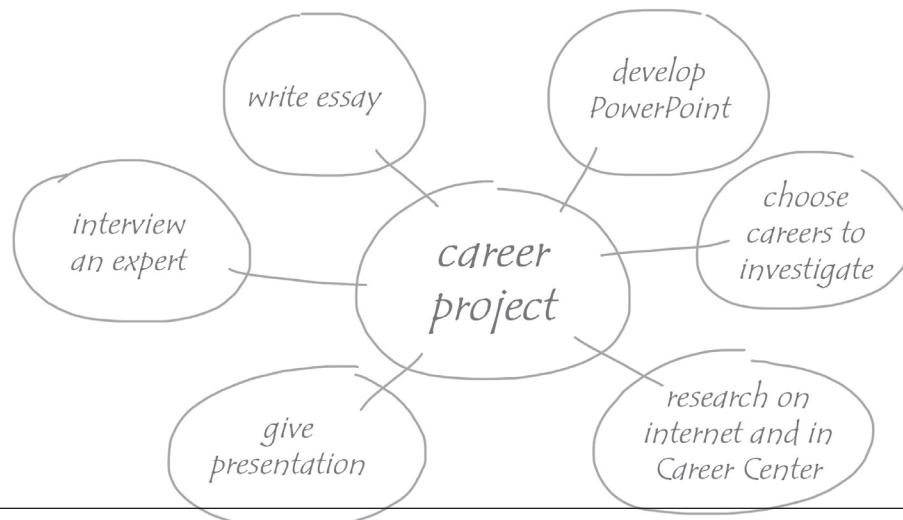 write essay
develop
PowerPoint
interview
an expert
career
project
choose
careers to
investigate
give
presentation
research on
internet and in
Career Center